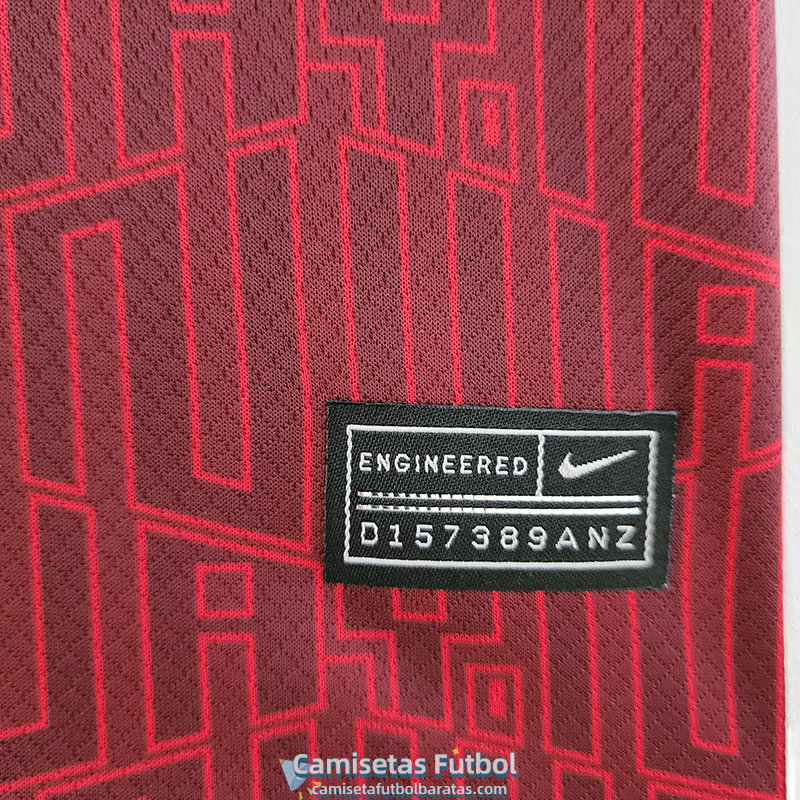 ENGINEERED
D157389ANZ
Camisetas Futbol
camisetafutbolbaratas.com